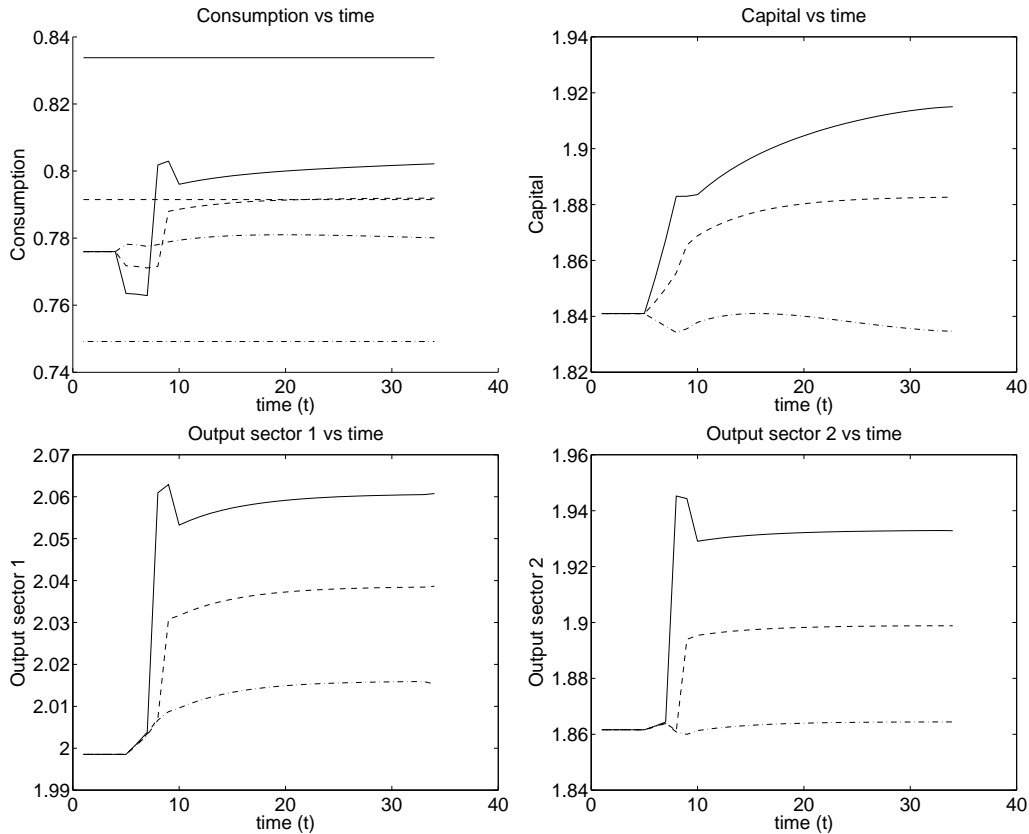 Consumption vs time
0.84
0.82
0.8
0.78
0.76
0.74
Consumption
0 10 20 30 40
time (t)
Capital vs time
1.94
1.92
1.9
1.88
1.86
1.84
1.82
Capital
0 10 20 30 40
time (t)
Output sector 1 vs time
2.07
2.06
2.05
2.04
2.03
2.02
2.01
2
1.99
Output sector 1
0 10 20 30 40
time (t)
Output sector 2 vs time
1.96
1.94
1.92
1.9
1.88
1.86
1.84
Output sector 2
0 10 20 30 40
time (t)